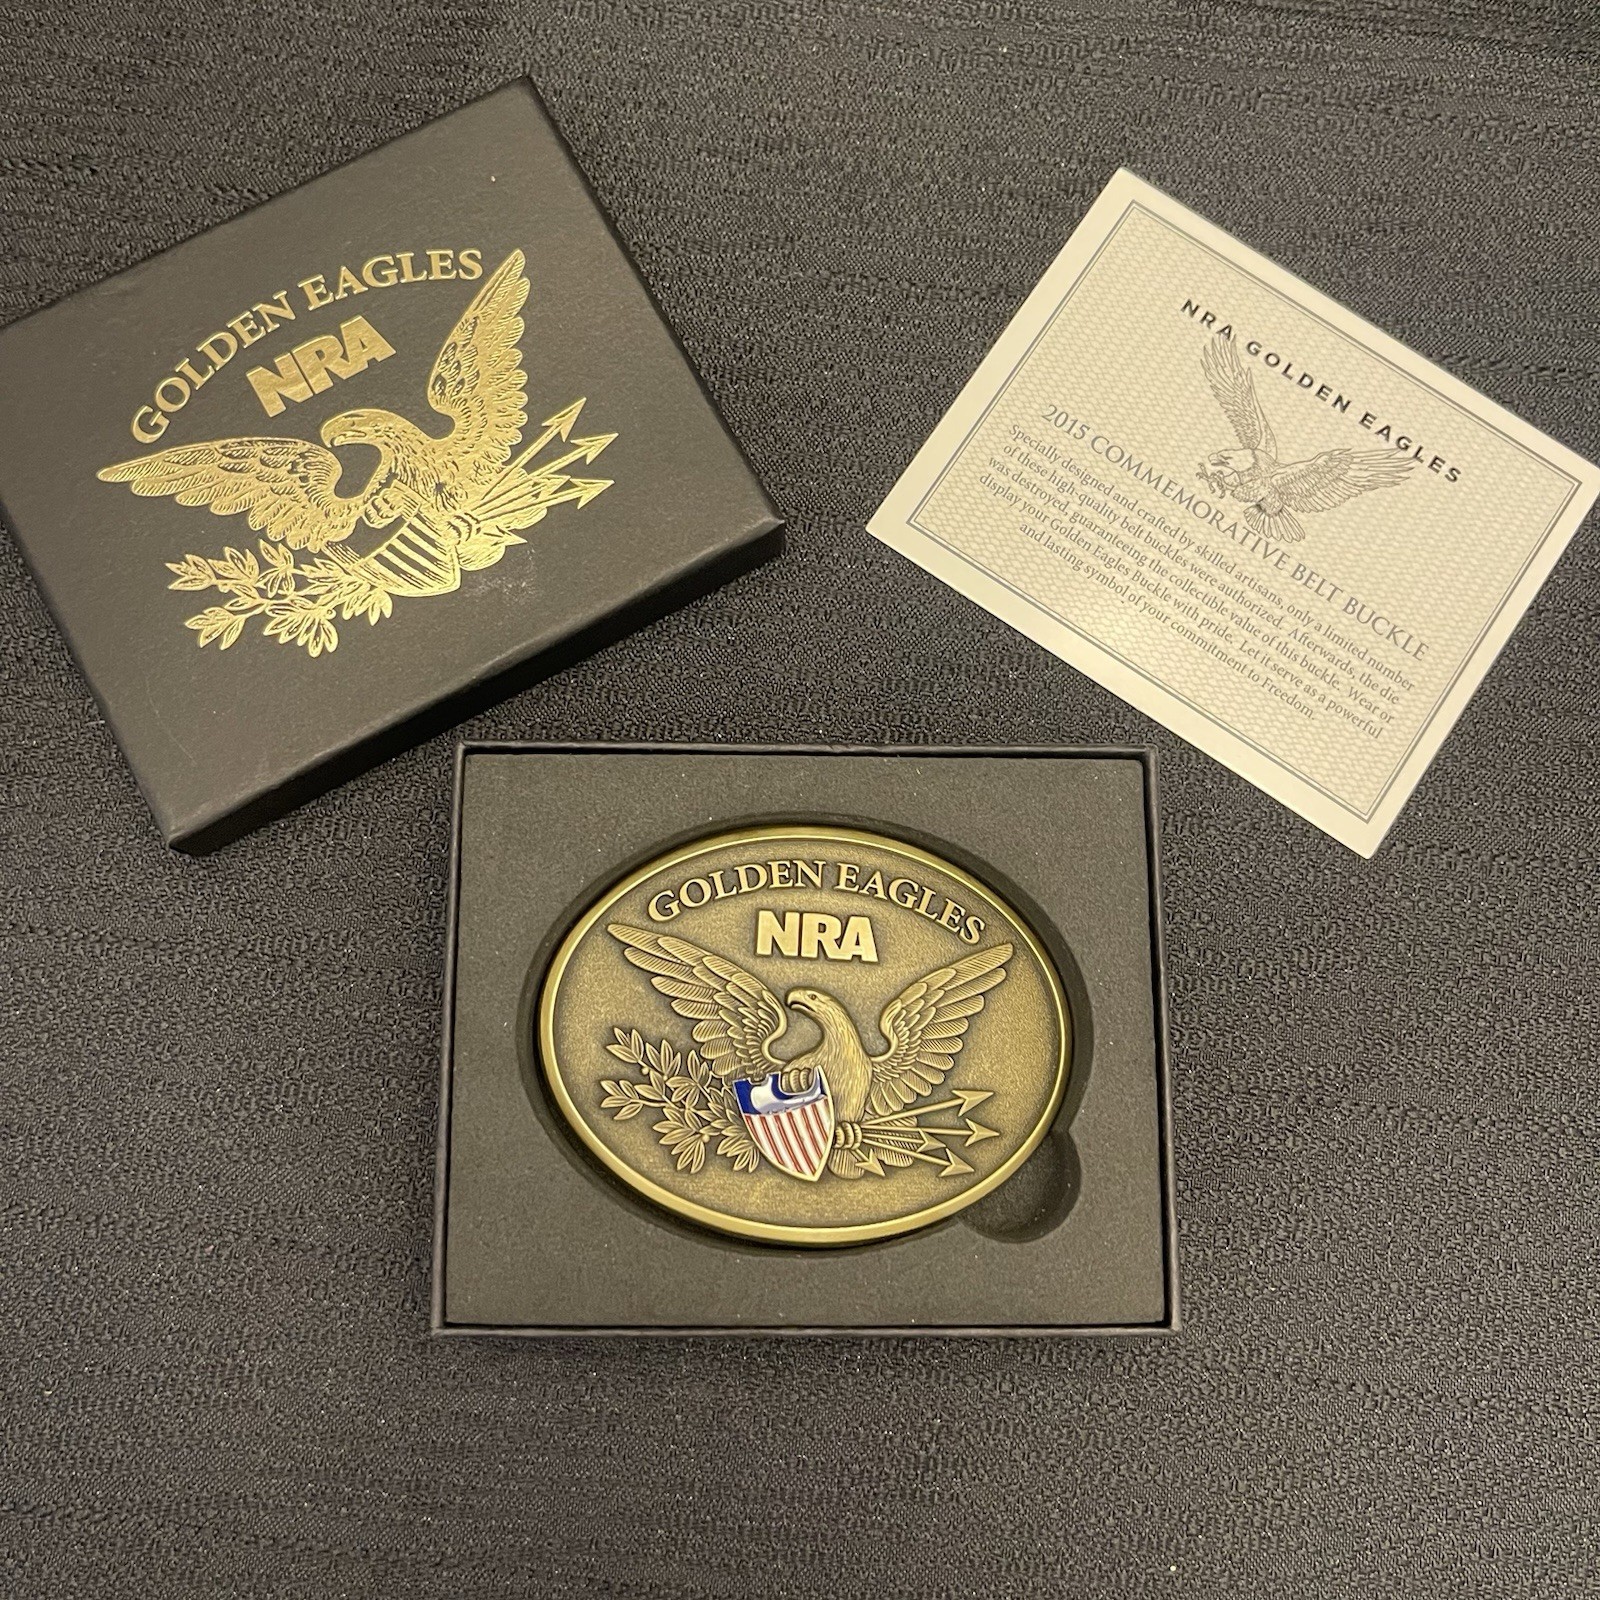 GOLDEN EAGLES
NRA
NRA GOLDEN EAGLES
2015 COMMEMORATIVE BELT BUCKLE
Specially designed and crafted by skilled artisans, only a limited number
of these high-quality belt buckles were authorized. Afterwards, the die
was destroyed, guaranteeing the collectible value of this buckle. Wear or
display your Golden Eagles Buckle with pride. Let it serve as a powerful
and lasting symbol of your commitment to Freedom.
GOLDEN EAGLES
NRA